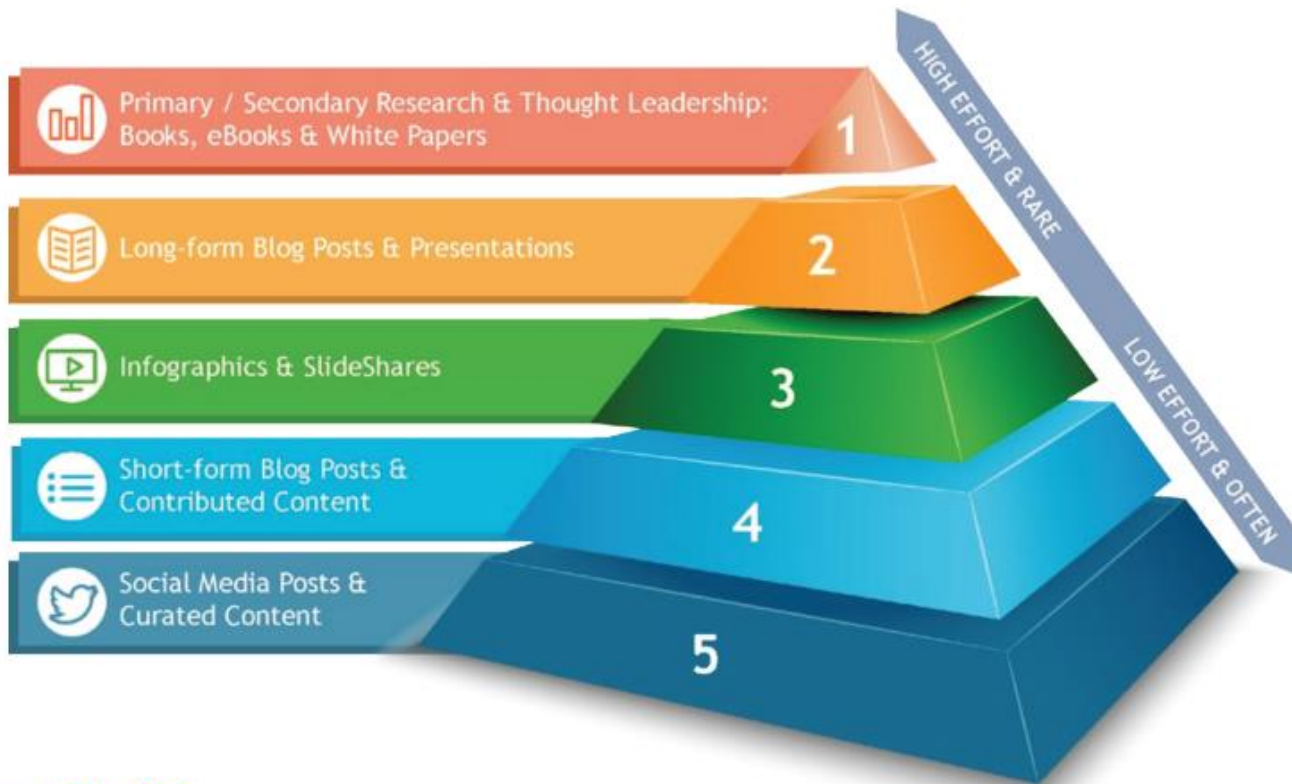 Primary / Secondary Research & Thought Leadership:
Books, eBooks & White Papers
1
Long-form Blog Posts & Presentations
2
Infographics & SlideShares
3
Short-form Blog Posts &
Contributed Content
4
Social Media Posts &
Curated Content
5
HIGH EFFORT & RARE
LOW EFFORT & OFTEN